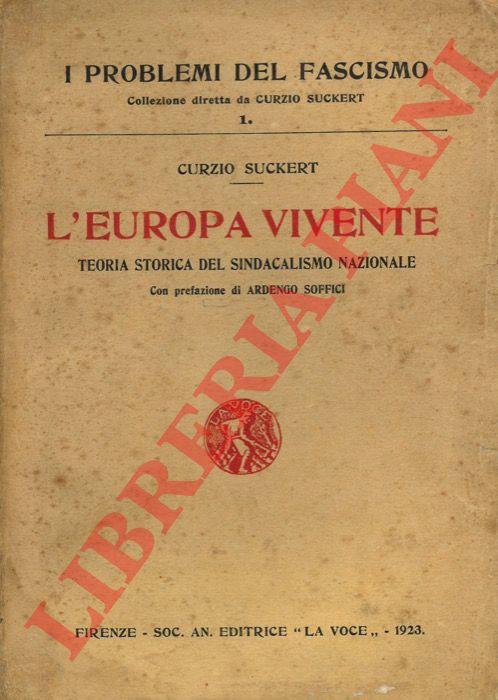 I PROBLEMI DEL FASCISMO
Collezione diretta da CURZIO SUCKERT
1.
CURZIO SUCKERT
L'EUROPA VIVENTE
TEORIA STORICA DEL SINDACALISMO NAZIONALE
Con prefazione di ARDENGO SOFFICI
LA VOCE
FIRENZE - SOC. AN. EDITRICE "LA VOCE„ - 1923.
LIBRERIA PIANI